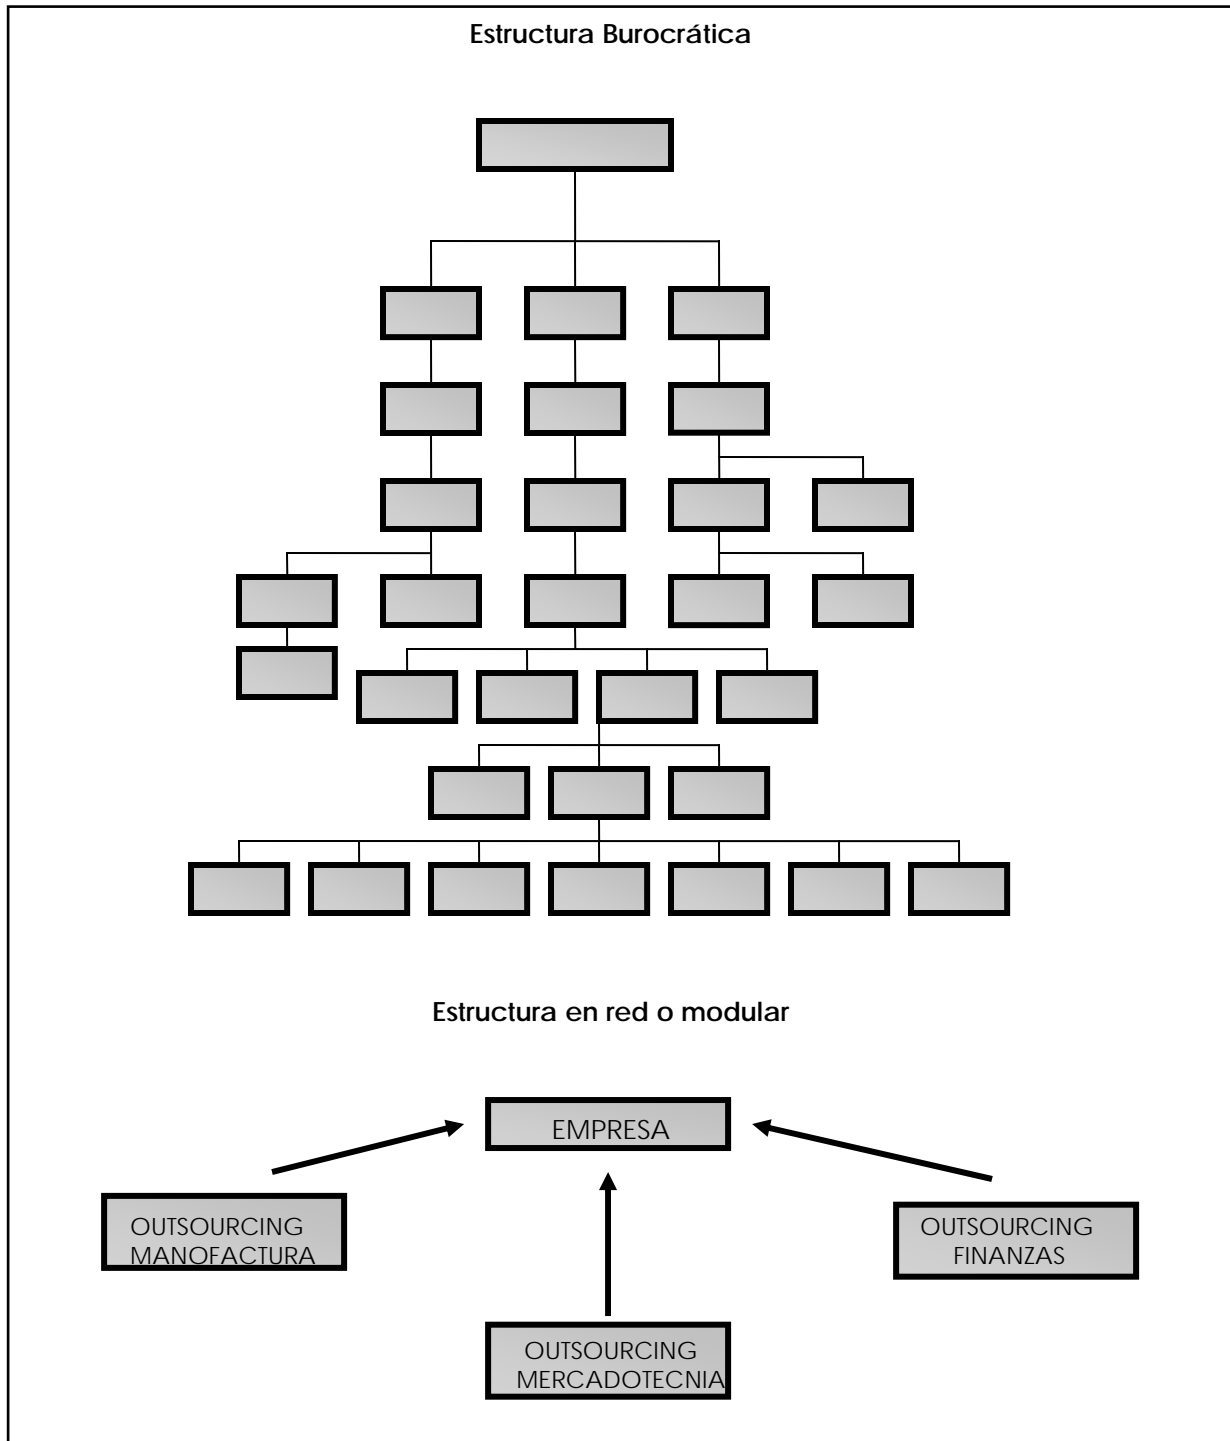 Estructura Burocrática
Estructura en red o modular
EMPRESA
OUTSOURCING
MANOFACTURA
OUTSOURCING
FINANZAS
OUTSOURCING
MERCADOTECNIA